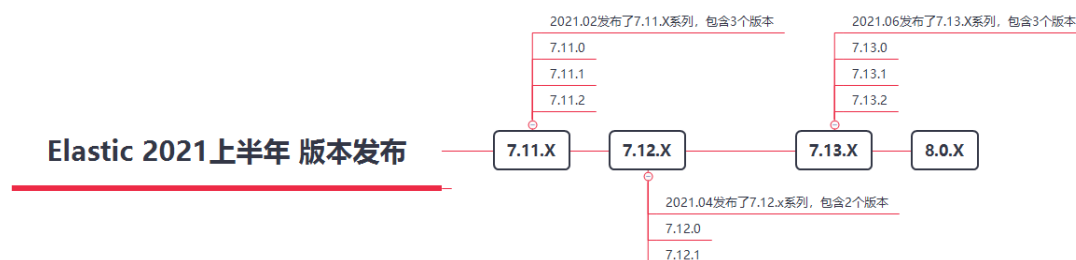 2021.02发布了7.11.X系列，包含3个版本
7.11.0
7.11.1
7.11.2
2021.06发布了7.13.X系列，包含3个版本
7.13.0
7.13.1
7.13.2
Elastic 2021上半年 版本发布
7.11.X
7.12.X
7.13.X
8.0.X
2021.04发布了7.12.x系列，包含2个版本
7.12.0
7.12.1